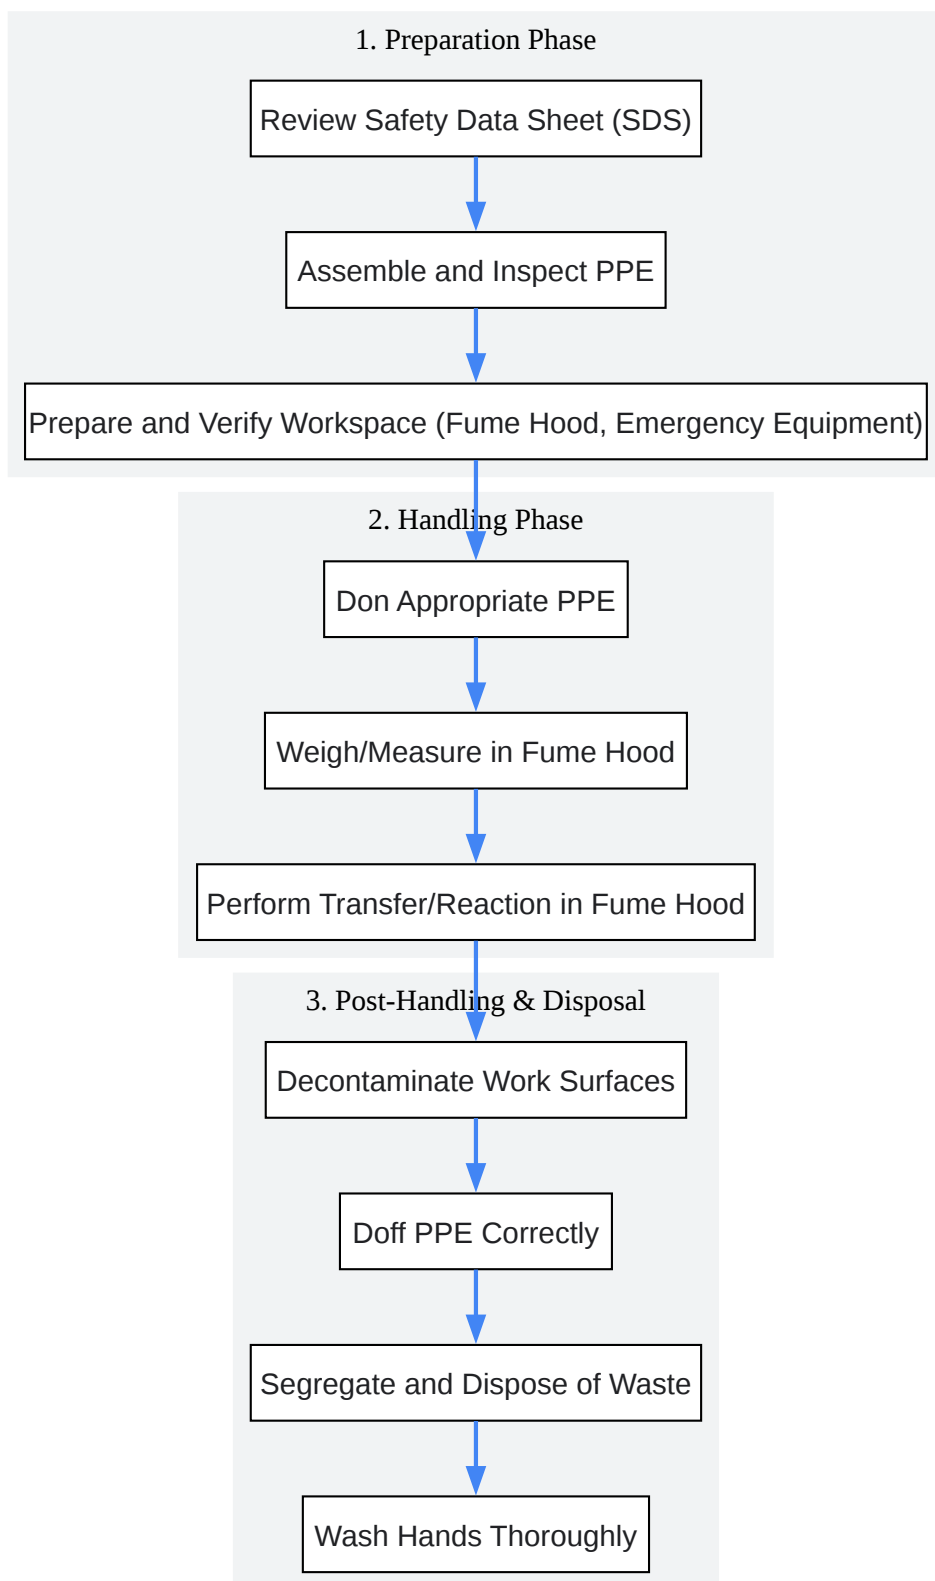 1. Preparation Phase
Review Safety Data Sheet (SDS)
Assemble and Inspect PPE
Prepare and Verify Workspace (Fume Hood, Emergency Equipment)
2. Handling Phase
Don Appropriate PPE
Weigh/Measure in Fume Hood
Perform Transfer/Reaction in Fume Hood
3. Post-Handling & Disposal
Decontaminate Work Surfaces
Doff PPE Correctly
Segregate and Dispose of Waste
Wash Hands Thoroughly